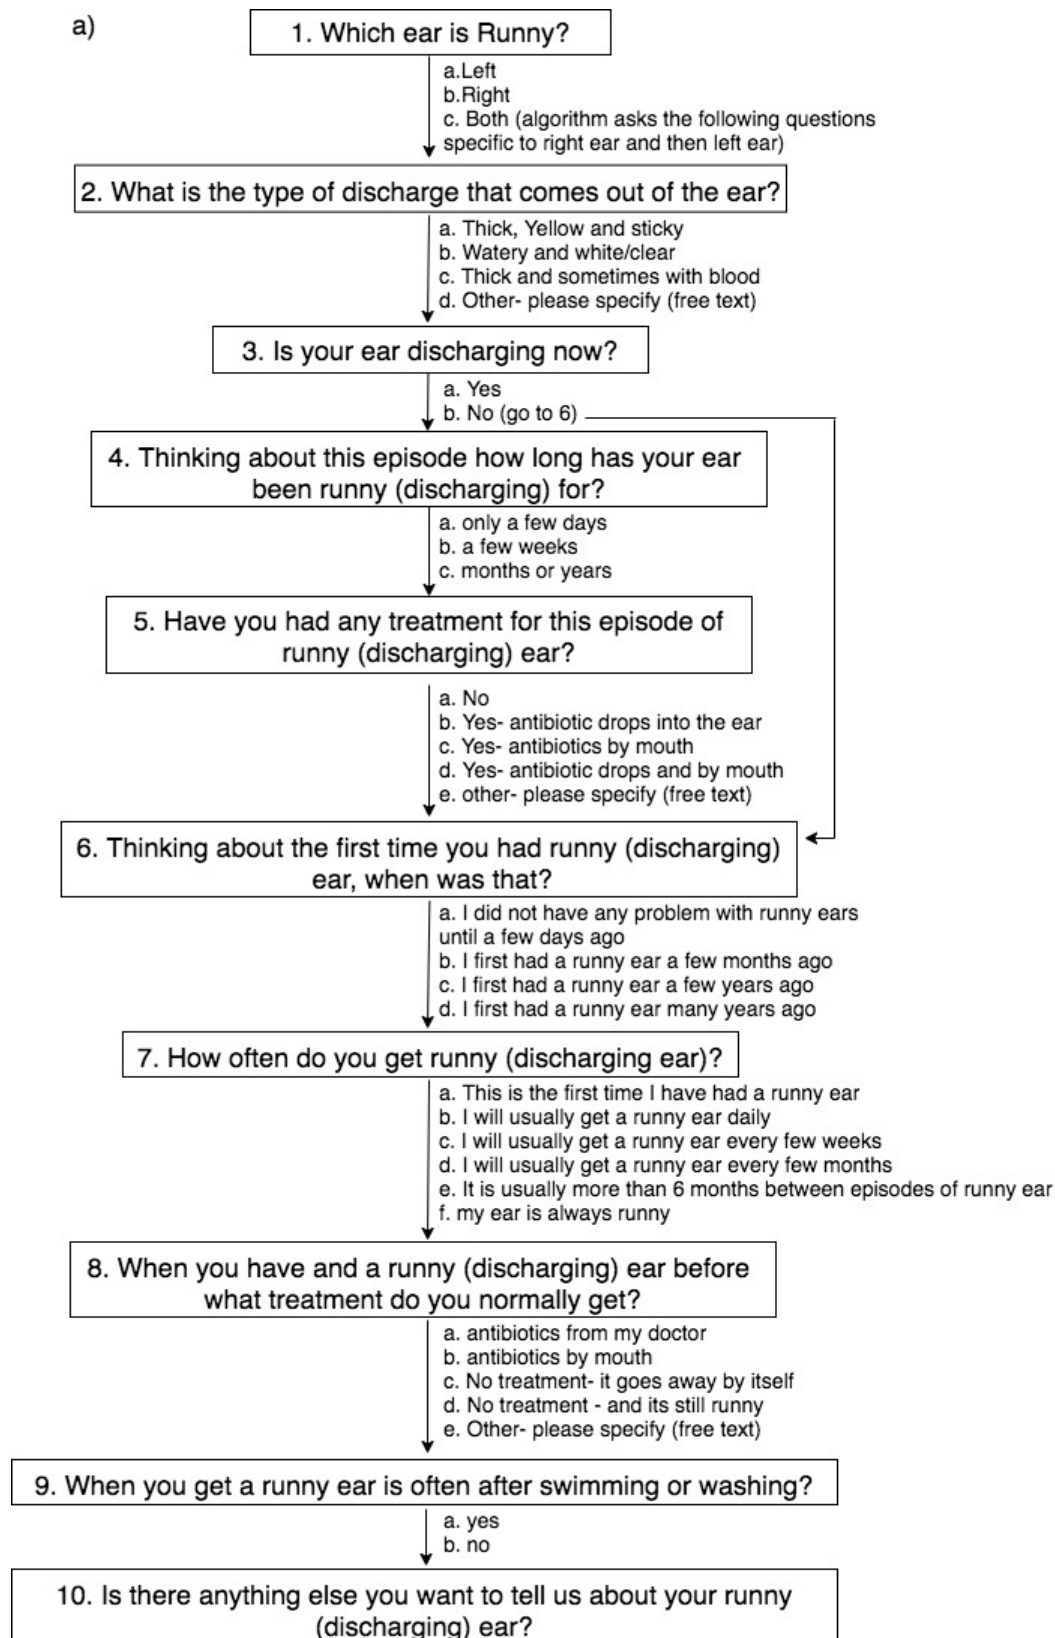 a)
1. Which ear is Runny?
a.Left
b.Right
c. Both (algorithm asks the following questions
specific to right ear and then left ear)
2. What is the type of discharge that comes out of the ear?
a. Thick, Yellow and sticky
b. Watery and white/clear
c. Thick and sometimes with blood
d. Other- please specify (free text)
3. Is your ear discharging now?
a. Yes
b. No (go to 6)
4. Thinking about this episode how long has your ear
been runny (discharging) for?
a. only a few days
b. a few weeks
c. months or years
5. Have you had any treatment for this episode of
runny (discharging) ear?
a. No
b. Yes- antibiotic drops into the ear
c. Yes- antibiotics by mouth
d. Yes- antibiotic drops and by mouth
e. other- please specify (free text)
6. Thinking about the first time you had runny (discharging)
ear, when was that?
a. I did not have any problem with runny ears
until a few days ago
b. I first had a runny ear a few months ago
c. I first had a runny ear a few years ago
d. I first had a runny ear many years ago
7. How often do you get runny (discharging ear)?
a. This is the first time I have had a runny ear
b. I will usually get a runny ear daily
c. I will usually get a runny ear every few weeks
d. I will usually get a runny ear every few months
e. It is usually more than 6 months between episodes of runny ear
f. my ear is always runny
8. When you have and a runny (discharging) ear before
what treatment do you normally get?
a. antibiotics from my doctor
b. antibiotics by mouth
c. No treatment- it goes away by itself
d. No treatment - and its still runny
e. Other- please specify (free text)
9. When you get a runny ear is often after swimming or washing?
a. yes
b. no
10. Is there anything else you want to tell us about your runny
(discharging) ear?